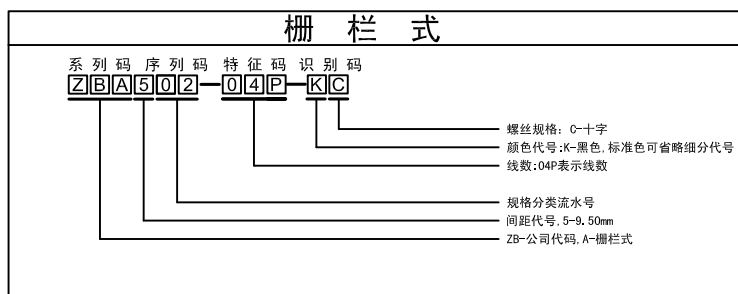 栅 栏 式
系列码 序列码 特征码 识别码
ZBA502-04P-KC
螺丝规格: C-十字
颜色代号:K-黑色,标准色可省略细分代号
线数:04P表示线数
规格分类流水号
间距代号,5-9.50mm
ZB-公司代码,A-栅栏式